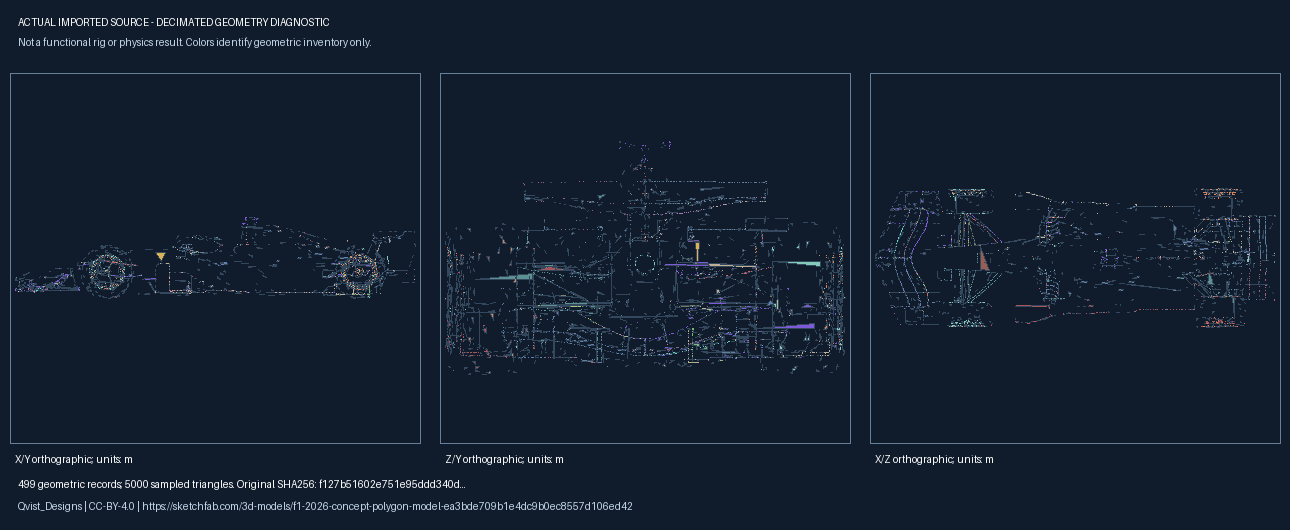 ACTUAL IMPORTED SOURCE - DECIMATED GEOMETRY DIAGNOSTIC
Not a functional rig or physics result. Colors identify geometric inventory only.
X/Y orthographic; units: m
Z/Y orthographic; units: m
X/Z orthographic; units: m
499 geometric records; 5000 sampled triangles. Original SHA256: f127b51602e751e95ddd340d...
Qvist_Designs | CC-BY-4.0 | https://sketchfab.com/3d-models/f1-2026-concept-polygon-model-ea3bde709b1e4dc9b0ec8557d106ed42